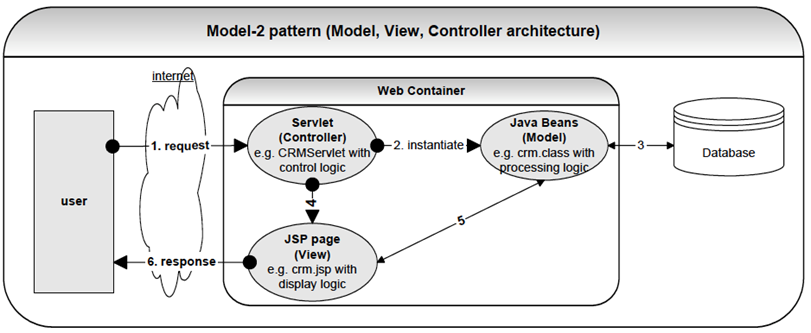 Model-2 pattern (Model, View, Controller architecture)
internet
Web Container
Servlet
(Controller)
e.g. CRMServlet with
control logic
Java Beans
(Model)
e.g. crm.class with
processing logic
1. request
2. instantiate
3
Database
user
4
5
JSP page
(View)
e.g. crm.jsp with
display logic
6. response